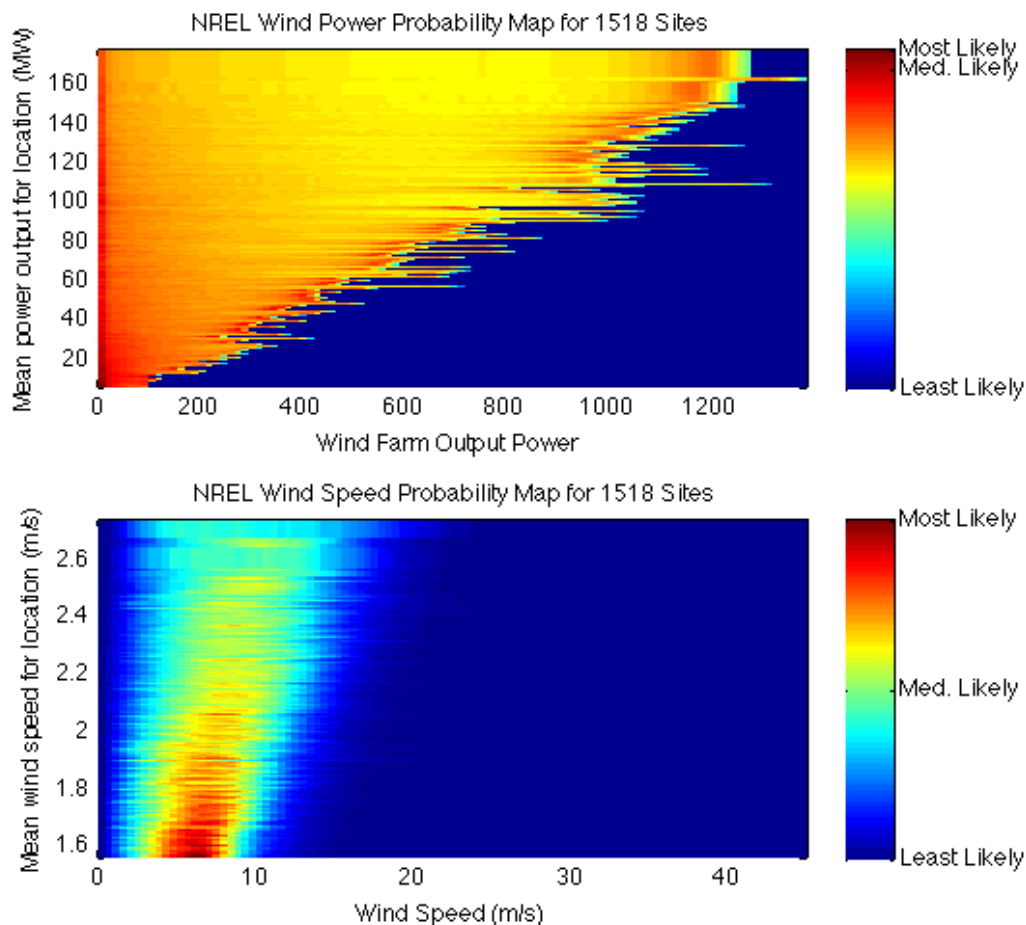 NREL Wind Power Probability Map for 1518 Sites
Mean power output for location (MW)
160
140
120
100
80
60
40
20
0 200 400 600 800 1000 1200
Wind Farm Output Power
Most Likely
Med. Likely
Least Likely
NREL Wind Speed Probability Map for 1518 Sites
Mean wind speed for location (m/s)
2.6
2.4
2.2
2
1.8
1.6
0 10 20 30 40
Wind Speed (m/s)
Most Likely
Med. Likely
Least Likely